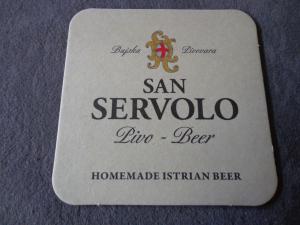 Bujska Pivovara
SAN
SERVOLO
Pivo - Beer
HOMEMADE ISTRIAN BEER